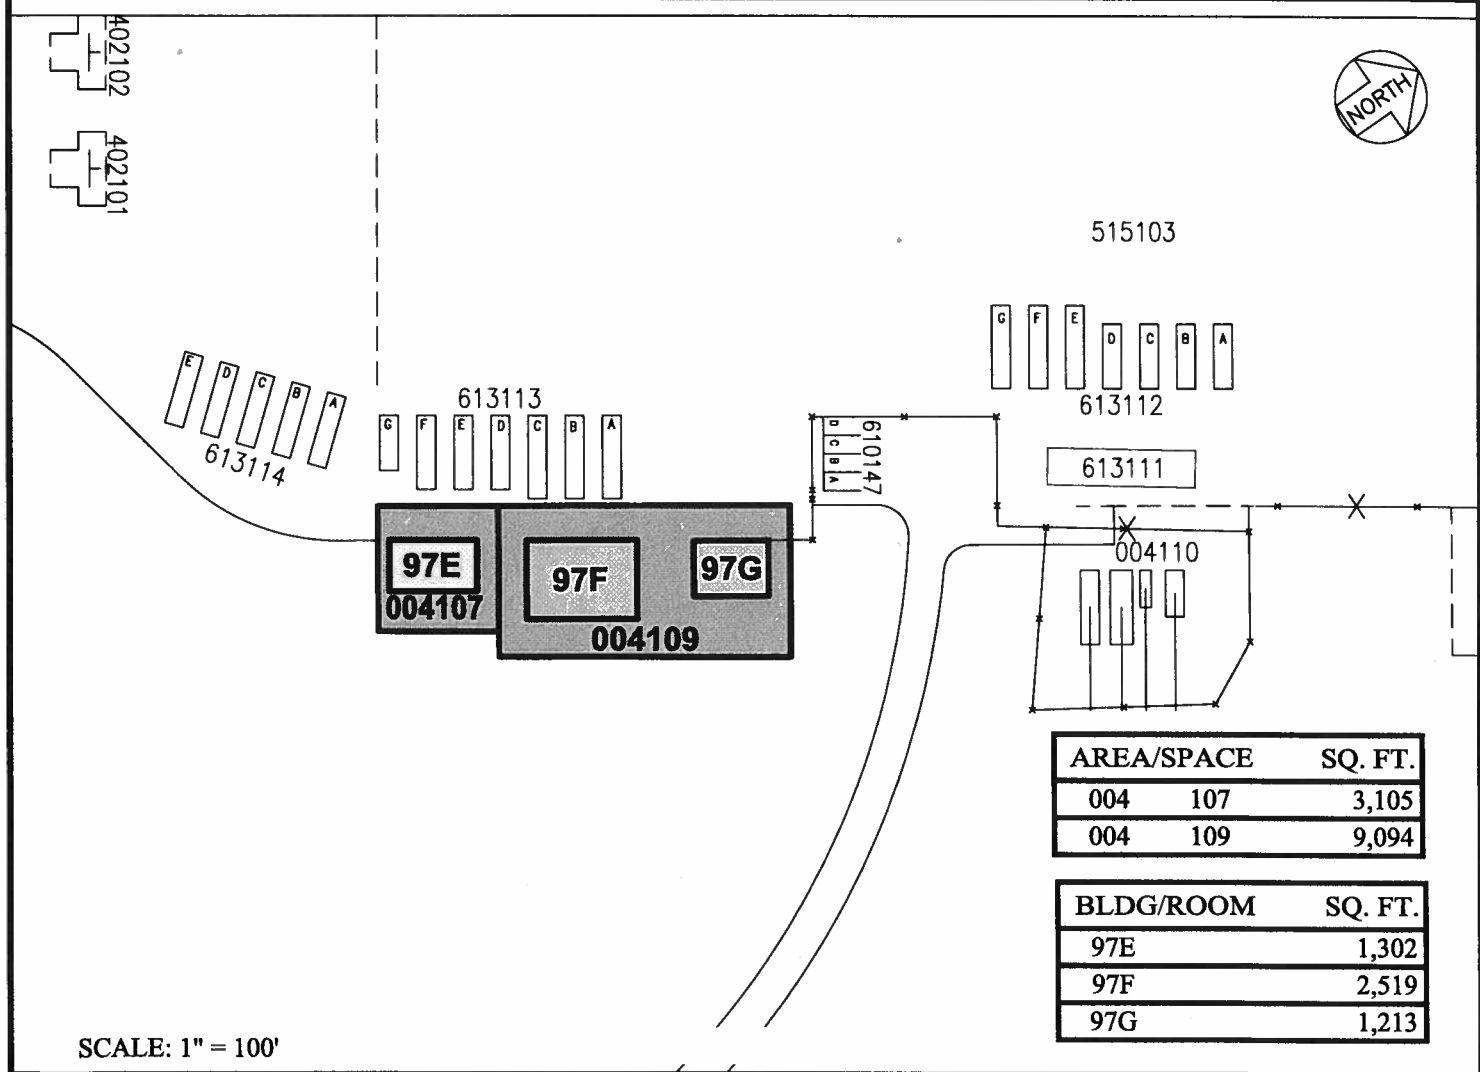 402102
402101
NORTH
515103
G F E D C B A
613112
E D C B A
613114
613113
G F E D C B A
D C B A
610147
613111
004110
97E
004107
97F
97G
004109
AREA/SPACE SQ. FT.
004 107 3,105
004 109 9,094
BLDG/ROOM SQ. FT.
97E 1,302
97F 2,519
97G 1,213
SCALE: 1" = 100'